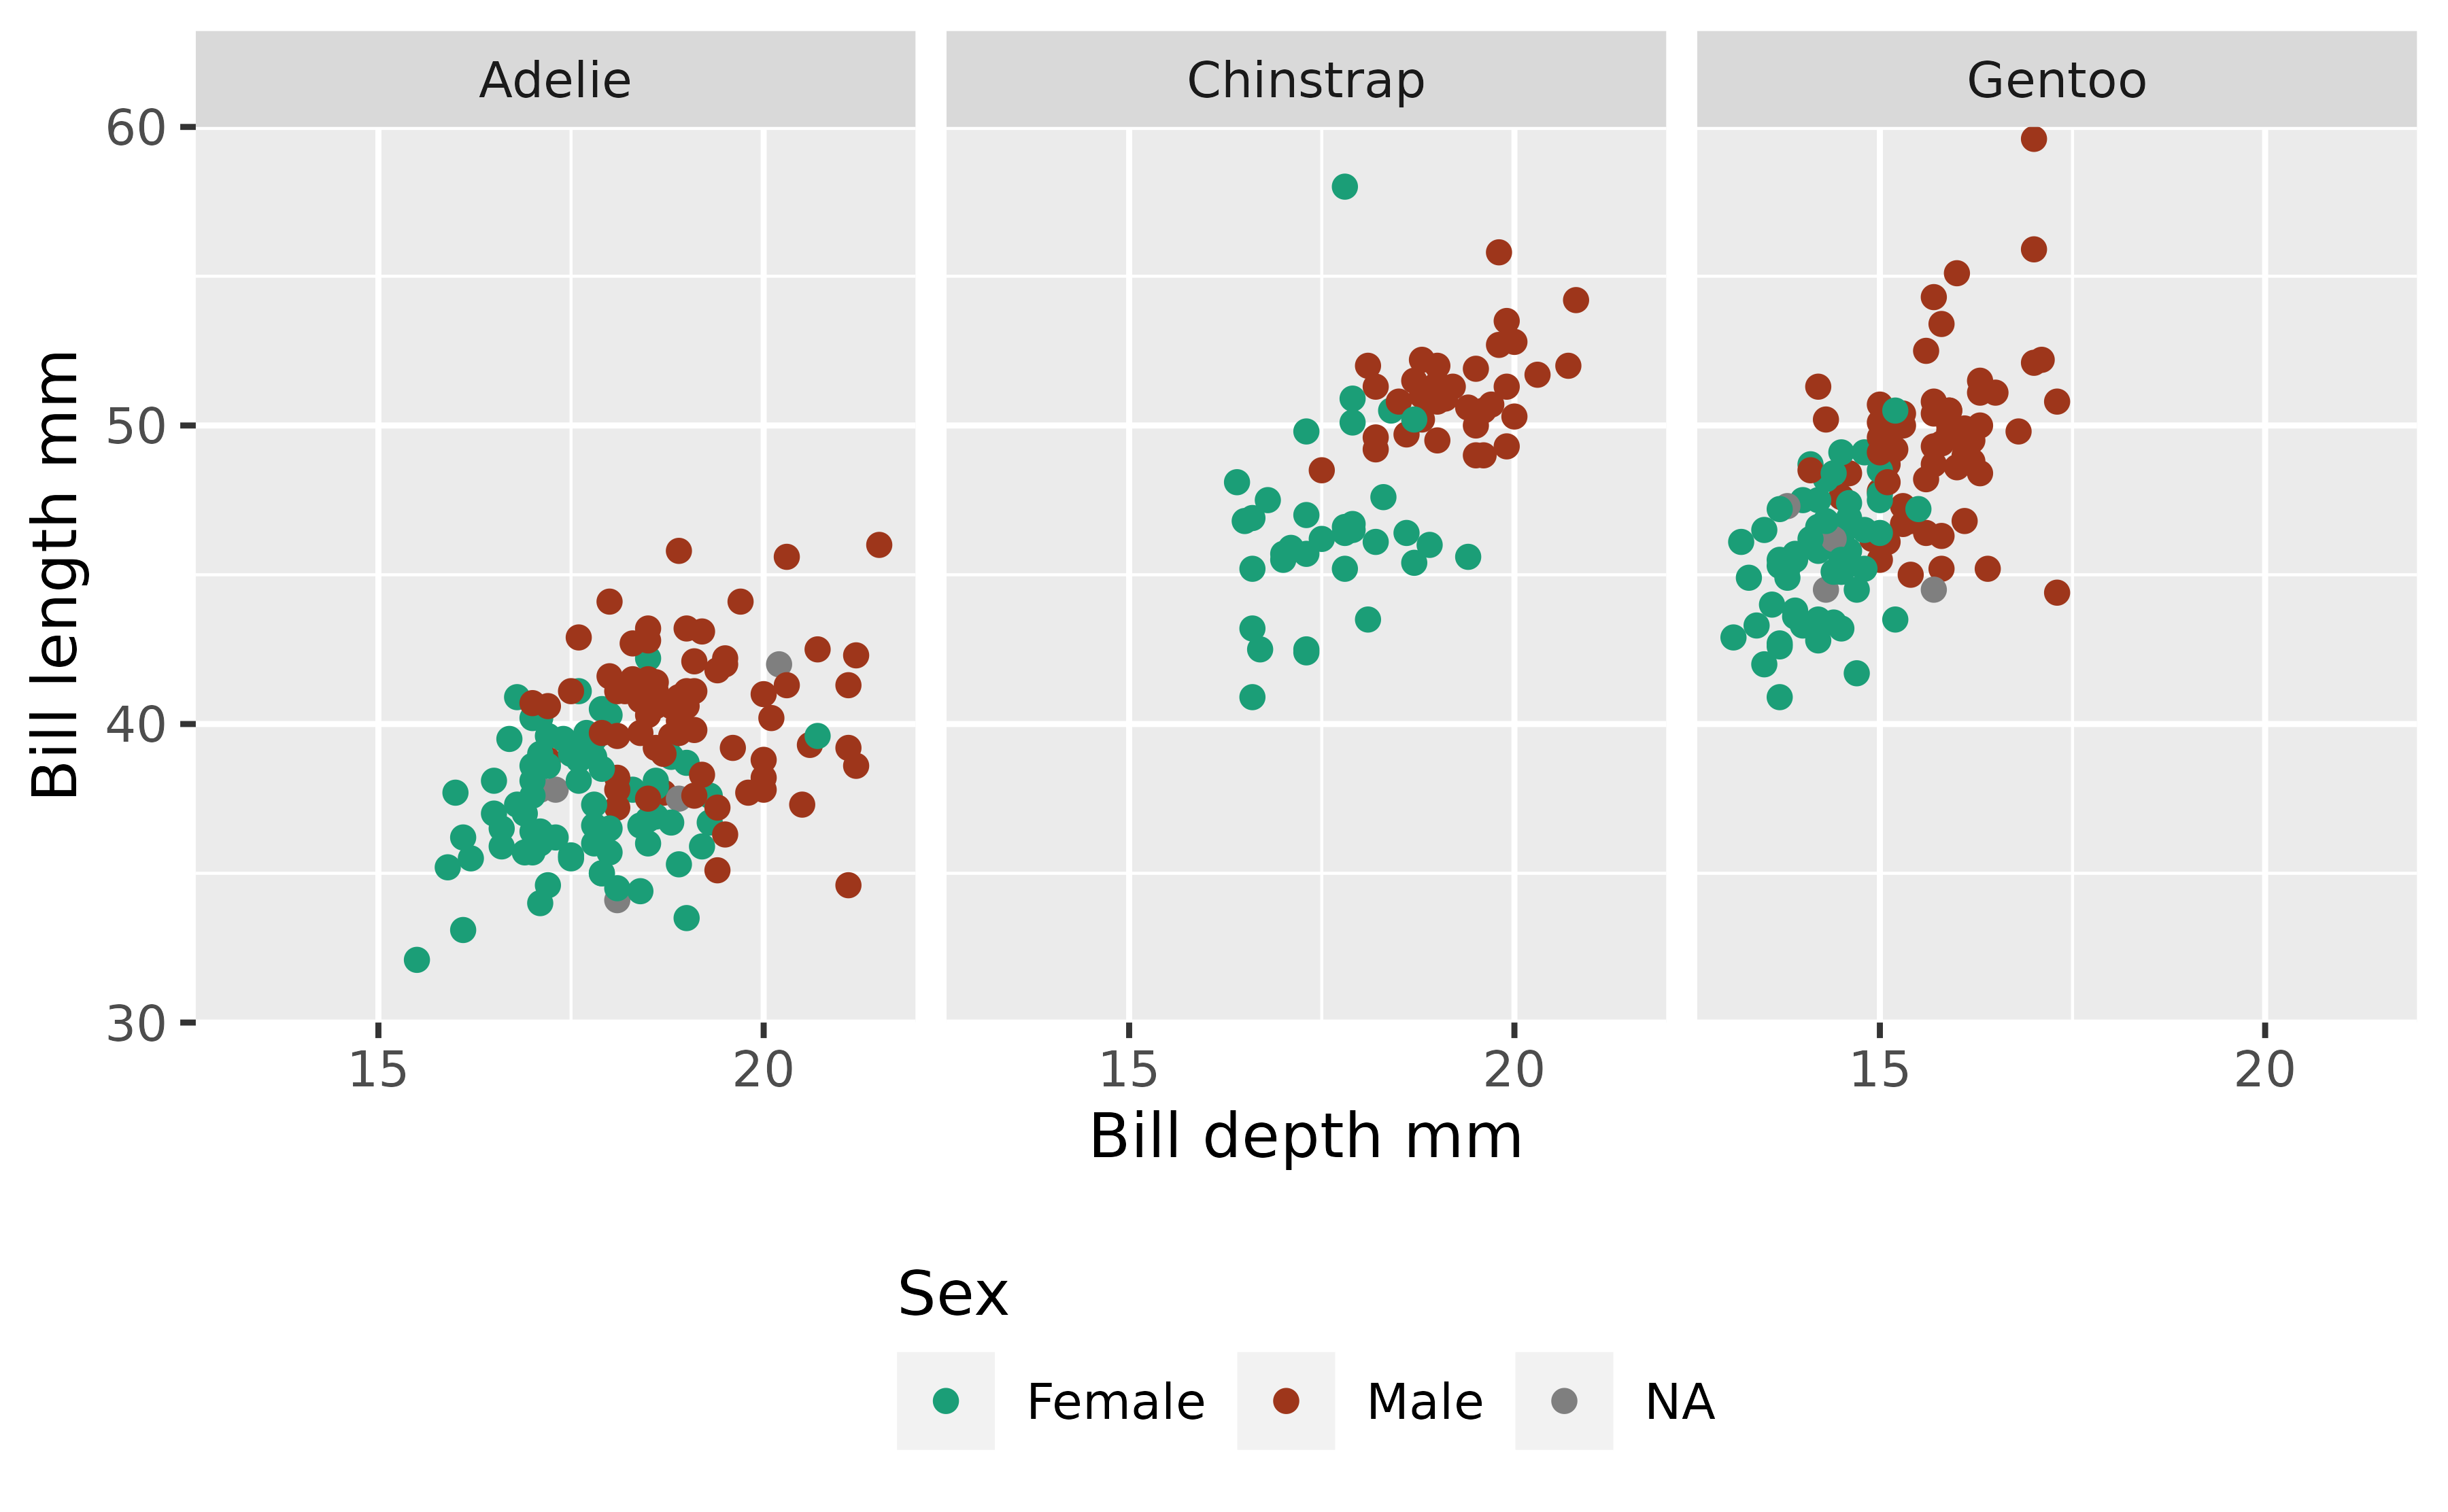 Adelie Chinstrap Gentoo
60
50
40
30
Bill length mm
15 20 15 20 15 20
Bill depth mm
Sex
Female Male NA